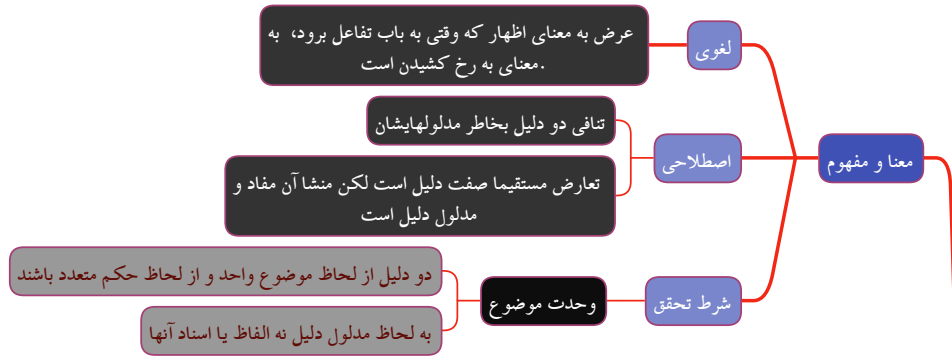 معنا و مفهوم
لغوی
عرض به معنای اظهار که وقتی به باب تفاعل برود، به
معنای به رخ کشیدن است.
اصطلاحی
تنافی دو دلیل بخاطر مدلولهایشان
تعارض مستقیما صفت دلیل است لکن منشا آن مفاد و
مدلول دلیل است
شرط تحقق
وحدت موضوع
دو دلیل از لحاظ موضوع واحد و از لحاظ حکم متعدد باشند
به لحاظ مدلول دلیل نه الفاظ یا اسناد آنها